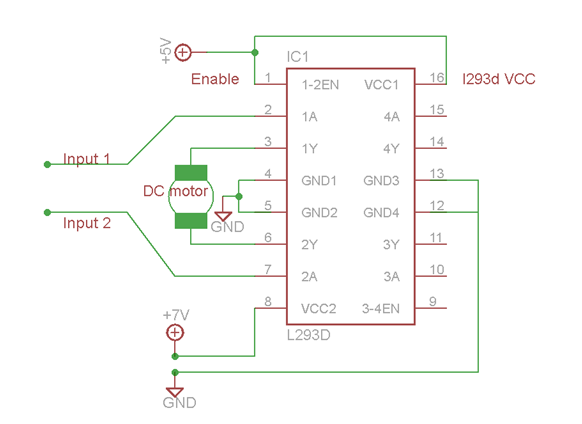 +5V
IC1
Enable
l293d VCC
1 1-2EN VCC1 16
2 1A 4A 15
3 1Y 4Y 14
Input 1
4 GND1 GND3 13
DC motor
5 GND2 GND4 12
Input 2
GND
6 2Y 3Y 11
7 2A 3A 10
8 VCC2 3-4EN 9
+7V
L293D
GND